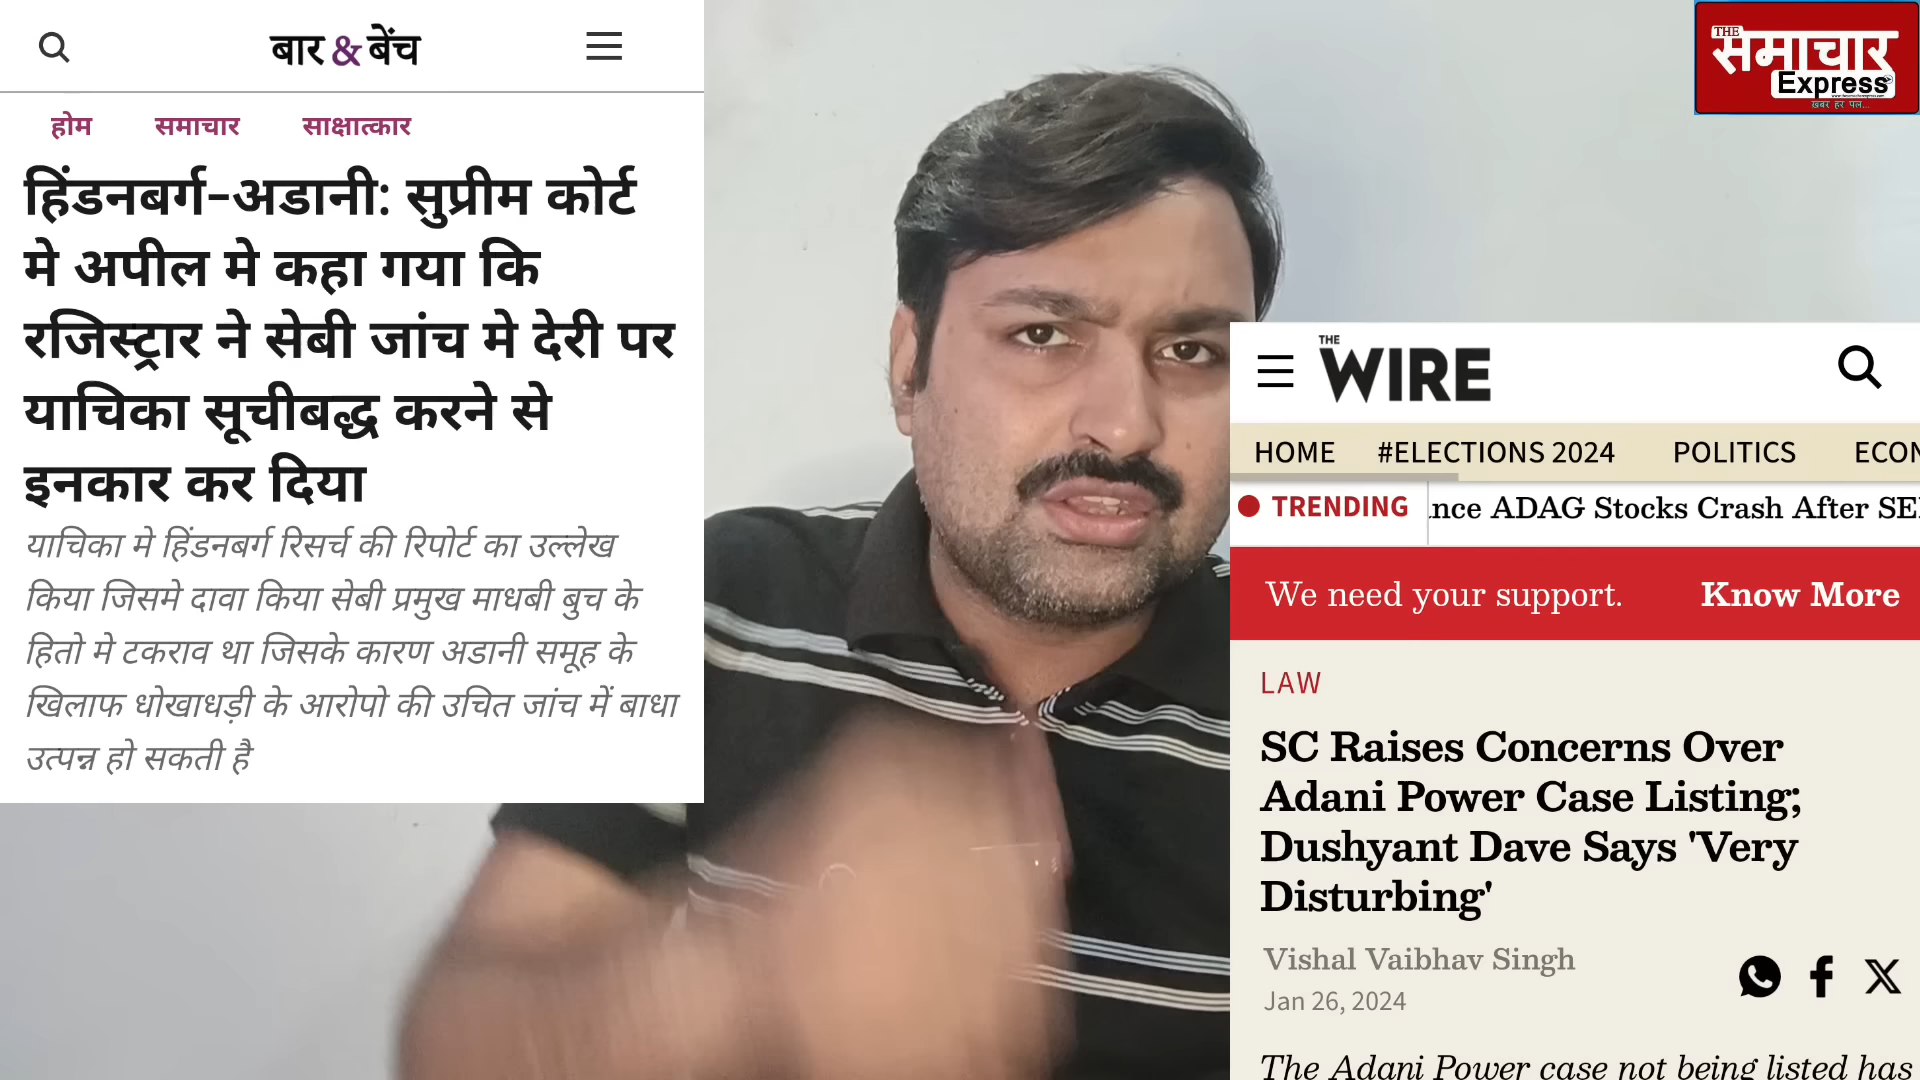 बार & बेंच
होम समाचार साक्षात्कार
हिंडनबर्ग-अडानी: सुप्रीम कोर्ट
मे अपील मे कहा गया कि
रजिस्ट्रार ने सेबी जांच मे देरी पर
याचिका सूचीबद्ध करने से
इनकार कर दिया
याचिका मे हिंडनबर्ग रिसर्च की रिपोर्ट का उल्लेख
किया जिसमे दावा किया सेबी प्रमुख माधबी बुच के
हितो मे टकराव था जिसके कारण अडानी समूह के
खिलाफ धोखाधड़ी के आरोपो की उचित जांच में बाधा
उत्पन्न हो सकती है
THE
समाचार
Express
ख़बर हर पल...
THE
WIRE
HOME #ELECTIONS 2024 POLITICS ECON
TRENDING nce ADAG Stocks Crash After SE
We need your support. Know More
LAW
SC Raises Concerns Over
Adani Power Case Listing;
Dushyant Dave Says 'Very
Disturbing'
Vishal Vaibhav Singh
Jan 26, 2024
The Adani Power case not being listed has